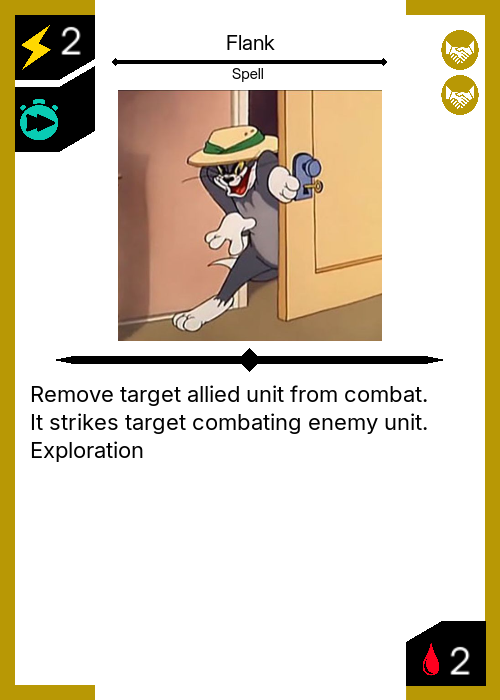 2
Flank
Spell
Remove target allied unit from combat.
It strikes target combating enemy unit.
Exploration
2